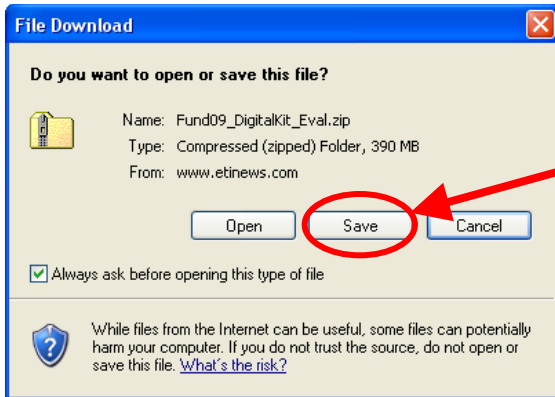 File Download
Do you want to open or save this file?
Name: Fund09_DigitalKit_Eval.zip
Type: Compressed (zipped) Folder, 390 MB
From: www.etinews.com
Open Save Cancel
Always ask before opening this type of file
While files from the Internet can be useful, some files can potentially
harm your computer. If you do not trust the source, do not open or
save this file. What's the risk?